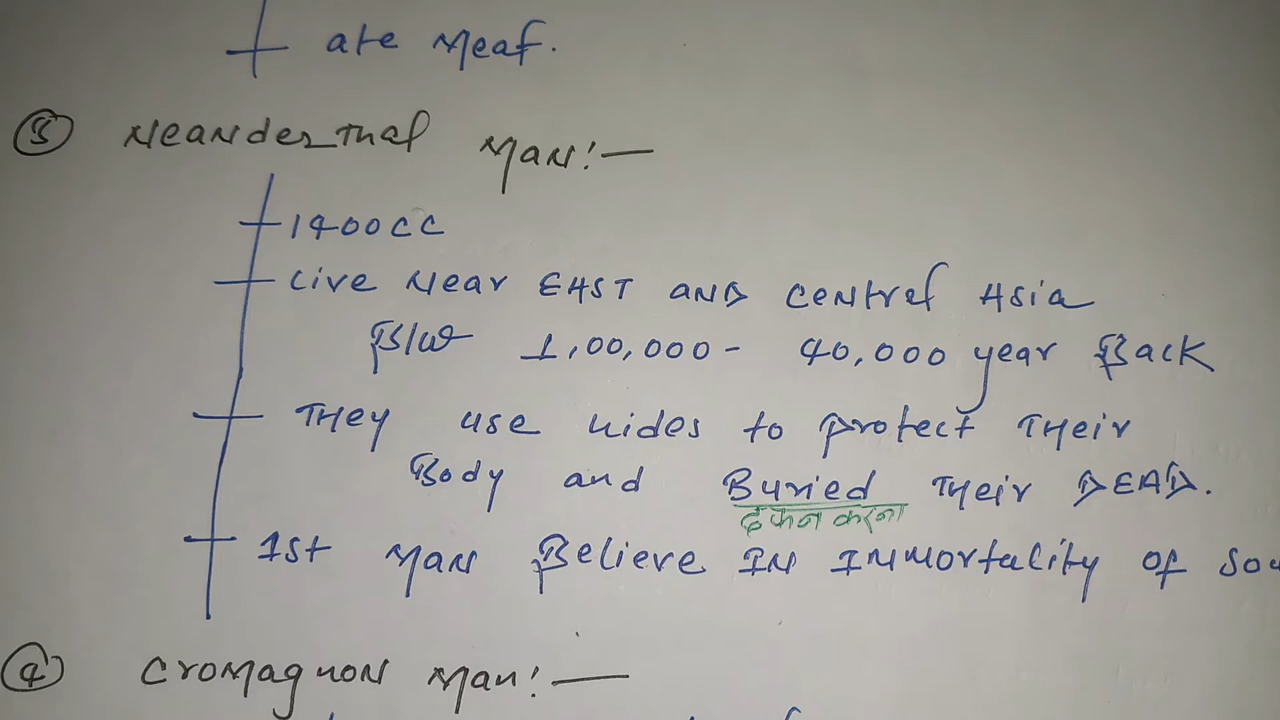 ate Meat.
③ Neanderthal Man:—
1400cc
Live Near EAST AND Central Asia
B/w 1,00,000 - 40,000 year Back
They use hides to protect Their
Body and Buried Their DEAD.
दफन करना
1st Man Believe IN Immortality of
④ Cromagnon Man:—